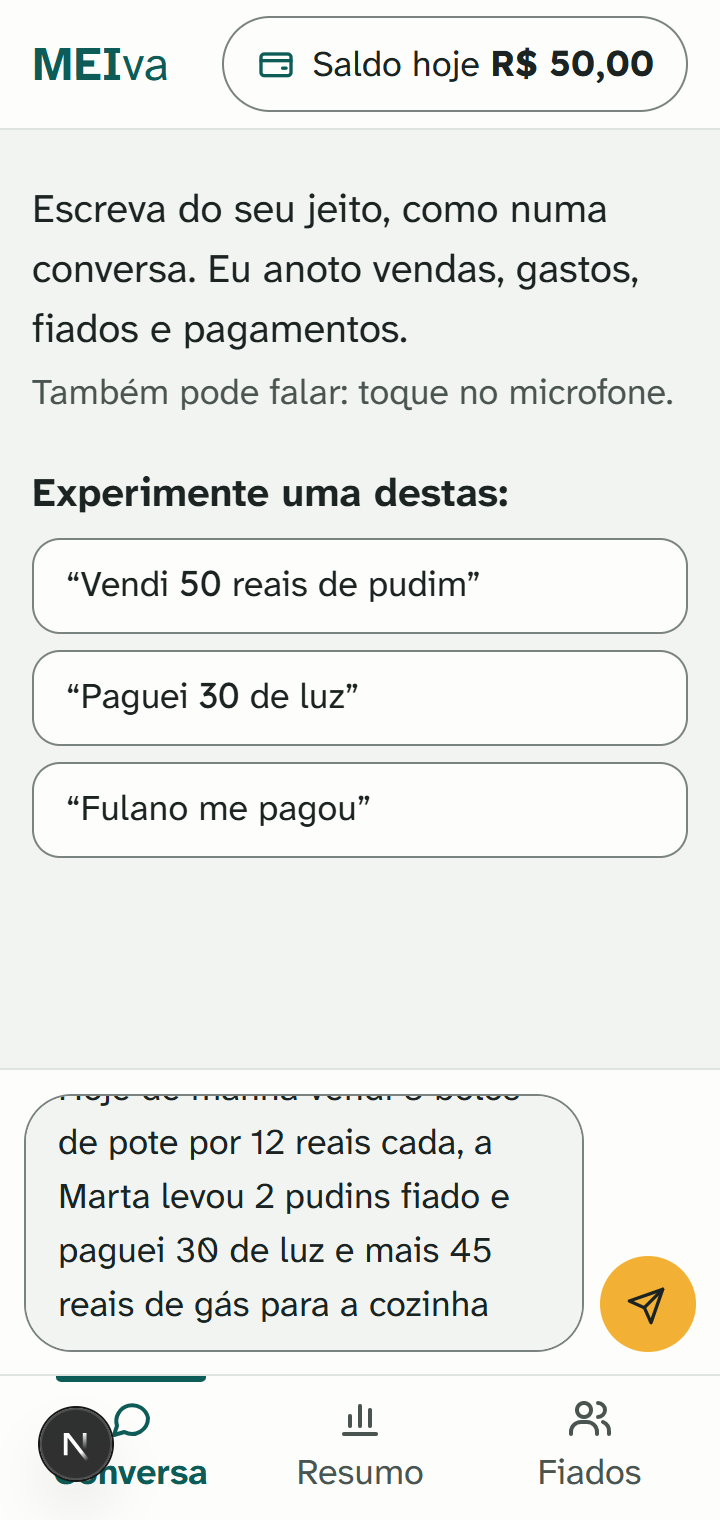 MEIva
Saldo hoje R$ 50,00
Escreva do seu jeito, como numa
conversa. Eu anoto vendas, gastos,
fiados e pagamentos.
Também pode falar: toque no microfone.
Experimente uma destas:
“Vendi 50 reais de pudim”
“Paguei 30 de luz”
“Fulano me pagou”
de pote por 12 reais cada, a
Marta levou 2 pudins fiado e
paguei 30 de luz e mais 45
reais de gás para a cozinha
N
Resumo
Fiados